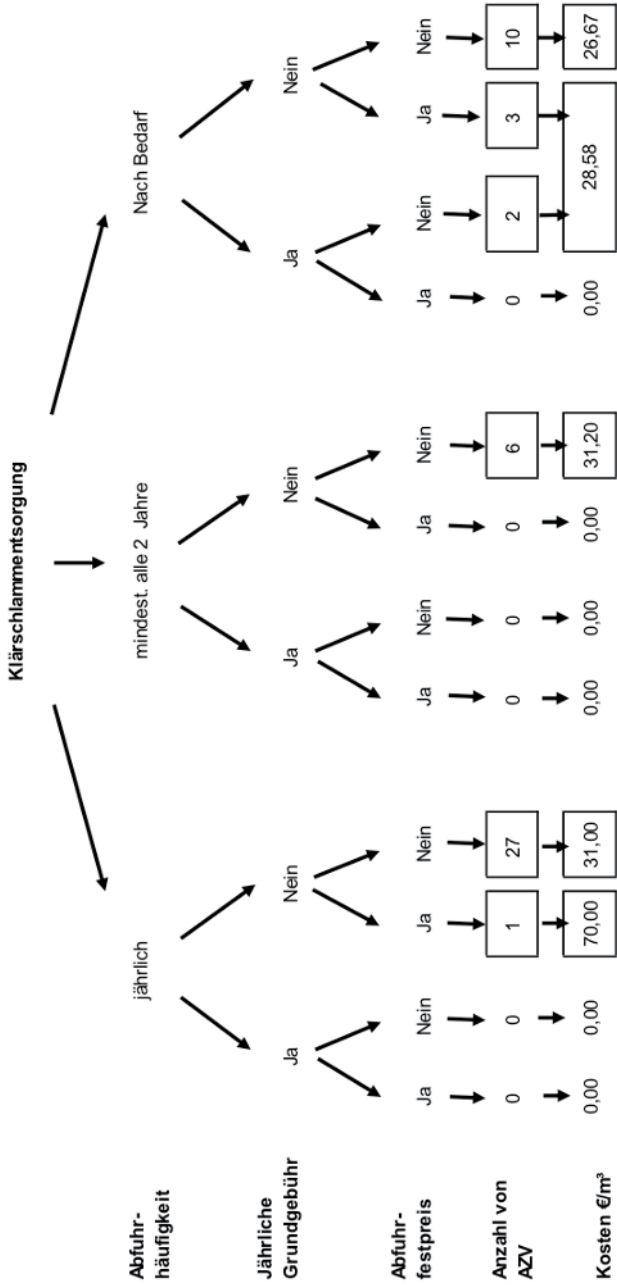 Klärschlammentsorgung
Abfuhr-
häufigkeit
jährlich
mindest. alle 2 Jahre
Nach Bedarf
Jährliche
Grundgebühr
Ja
Nein
Ja
Nein
Ja
Nein
Abfuhr-
festpreis
Ja
Nein
Ja
Nein
Ja
Nein
Ja
Nein
Ja
Nein
Ja
Nein
Anzahl von
AZV
0
0
1
27
0
0
0
6
0
2
3
10
Kosten €/m³
0,00
0,00
70,00
31,00
0,00
0,00
0,00
31,20
0,00
28,58
26,67